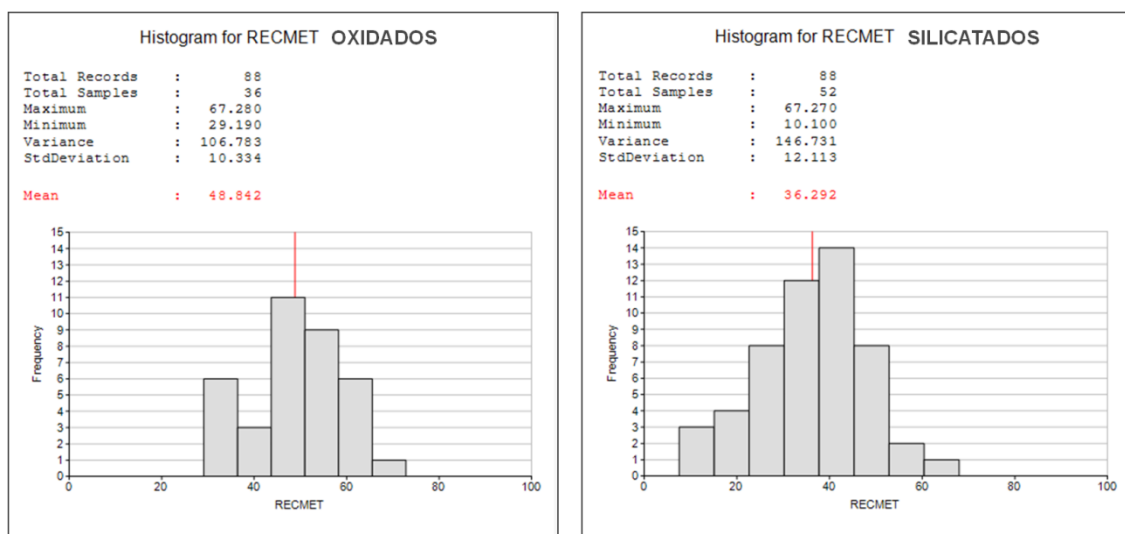 Histogram for RECMET OXIDADOS
Total Records : 88
Total Samples : 36
Maximum : 67.280
Minimum : 29.190
Variance : 106.783
StdDeviation : 10.334
Mean : 48.842
15
14
13
12
11
10
9
8
7
6
5
4
3
2
1
0
Frequency
0 20 40 60 80 100
RECMET
Histogram for RECMET SILICATADOS
Total Records : 88
Total Samples : 52
Maximum : 67.270
Minimum : 10.100
Variance : 146.731
StdDeviation : 12.113
Mean : 36.292
15
14
13
12
11
10
9
8
7
6
5
4
3
2
1
0
Frequency
0 20 40 60 80 100
RECMET